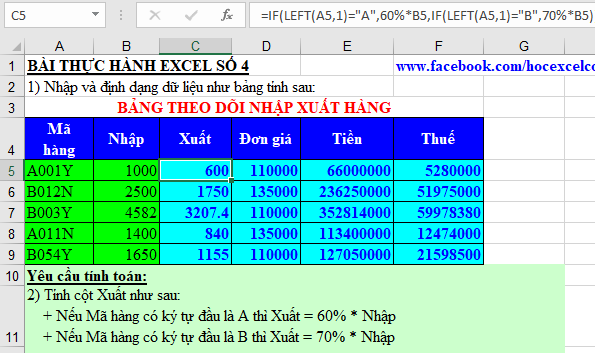 C5 =IF(LEFT(A5,1)="A",60%*B5,IF(LEFT(A5,1)="B",70%*B5)
A B C D E F G
1 BÀI THỰC HÀNH EXCEL SỐ 4 www.facebook.com/hocexcelco
2 1) Nhập và định dạng dữ liệu như bảng tính sau:
3 BẢNG THEO DÕI NHẬP XUẤT HÀNG
4 Mã hàng Nhập Xuất Đơn giá Tiền Thuế
5 A001Y 1000 600 110000 66000000 5280000
6 B012N 2500 1750 135000 236250000 51975000
7 B003Y 4582 3207.4 110000 352814000 59978380
8 A011N 1400 840 135000 113400000 12474000
9 B054Y 1650 1155 110000 127050000 21598500
10 Yêu cầu tính toán:
2) Tính cột Xuất như sau:
+ Nếu Mã hàng có ký tự đầu là A thì Xuất = 60% * Nhập
11 + Nếu Mã hàng có ký tự đầu là B thì Xuất = 70% * Nhập